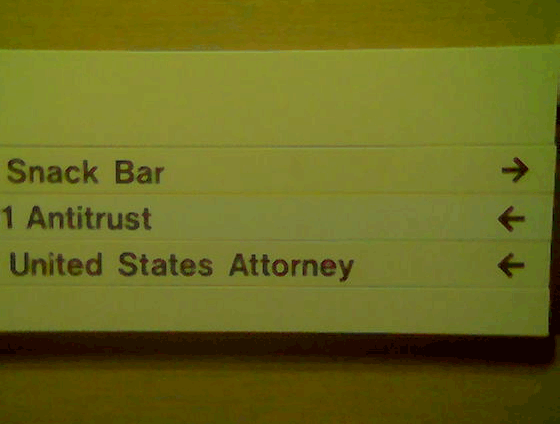 Snack Bar →
1 Antitrust ←
United States Attorney ←